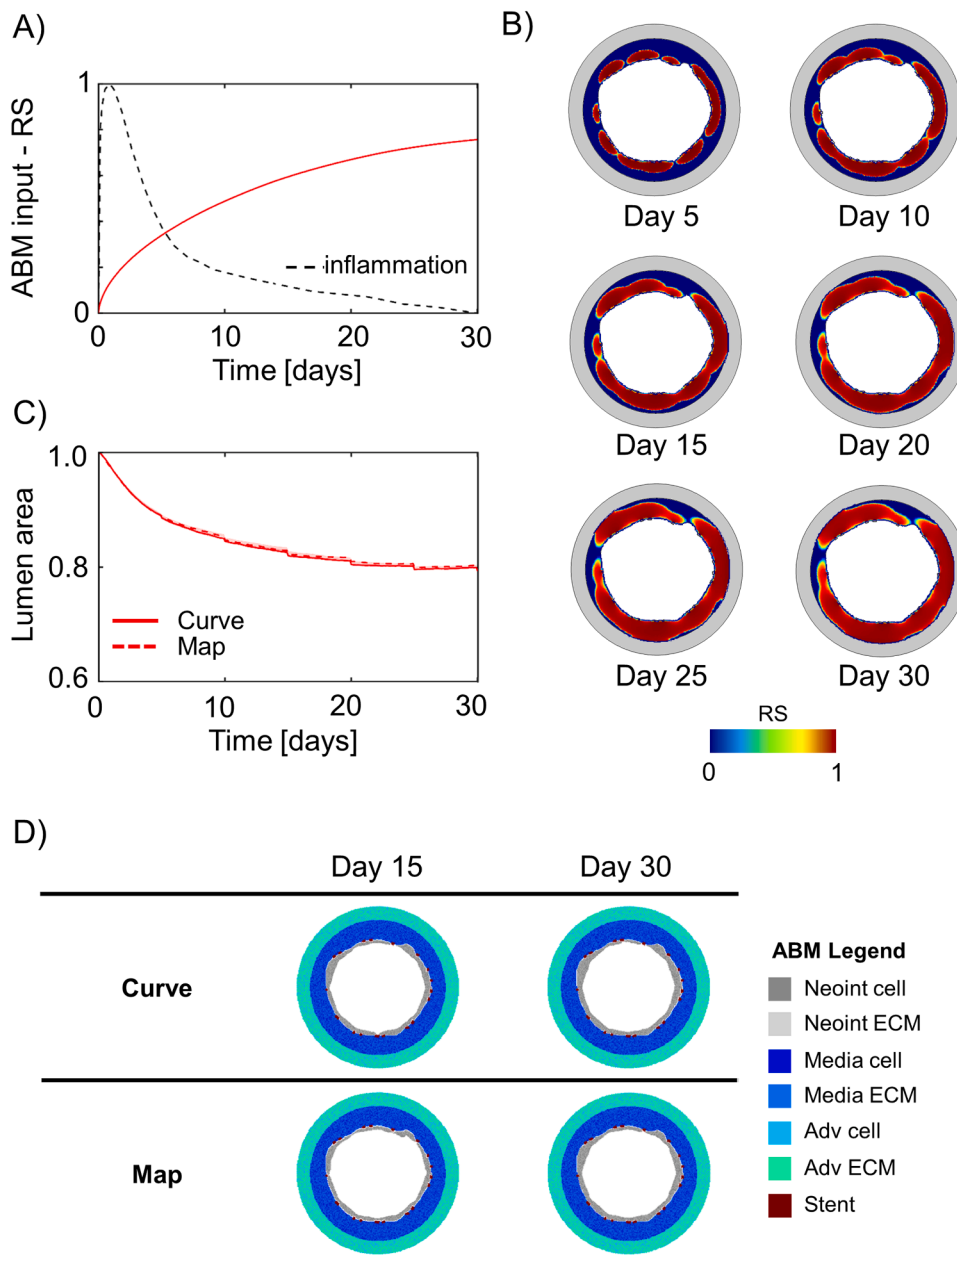 A)
1
ABM input - RS
inflammation
0
0
10
20
30
Time [days]
B)
Day 5
Day 10
Day 15
Day 20
Day 25
Day 30
RS
0
1
C)
1.0
Lumen area
0.8
Curve
Map
0.6
0
10
20
30
Time [days]
D)
Day 15
Day 30
Curve
Map
ABM Legend
Neoint cell
Neoint ECM
Media cell
Media ECM
Adv cell
Adv ECM
Stent